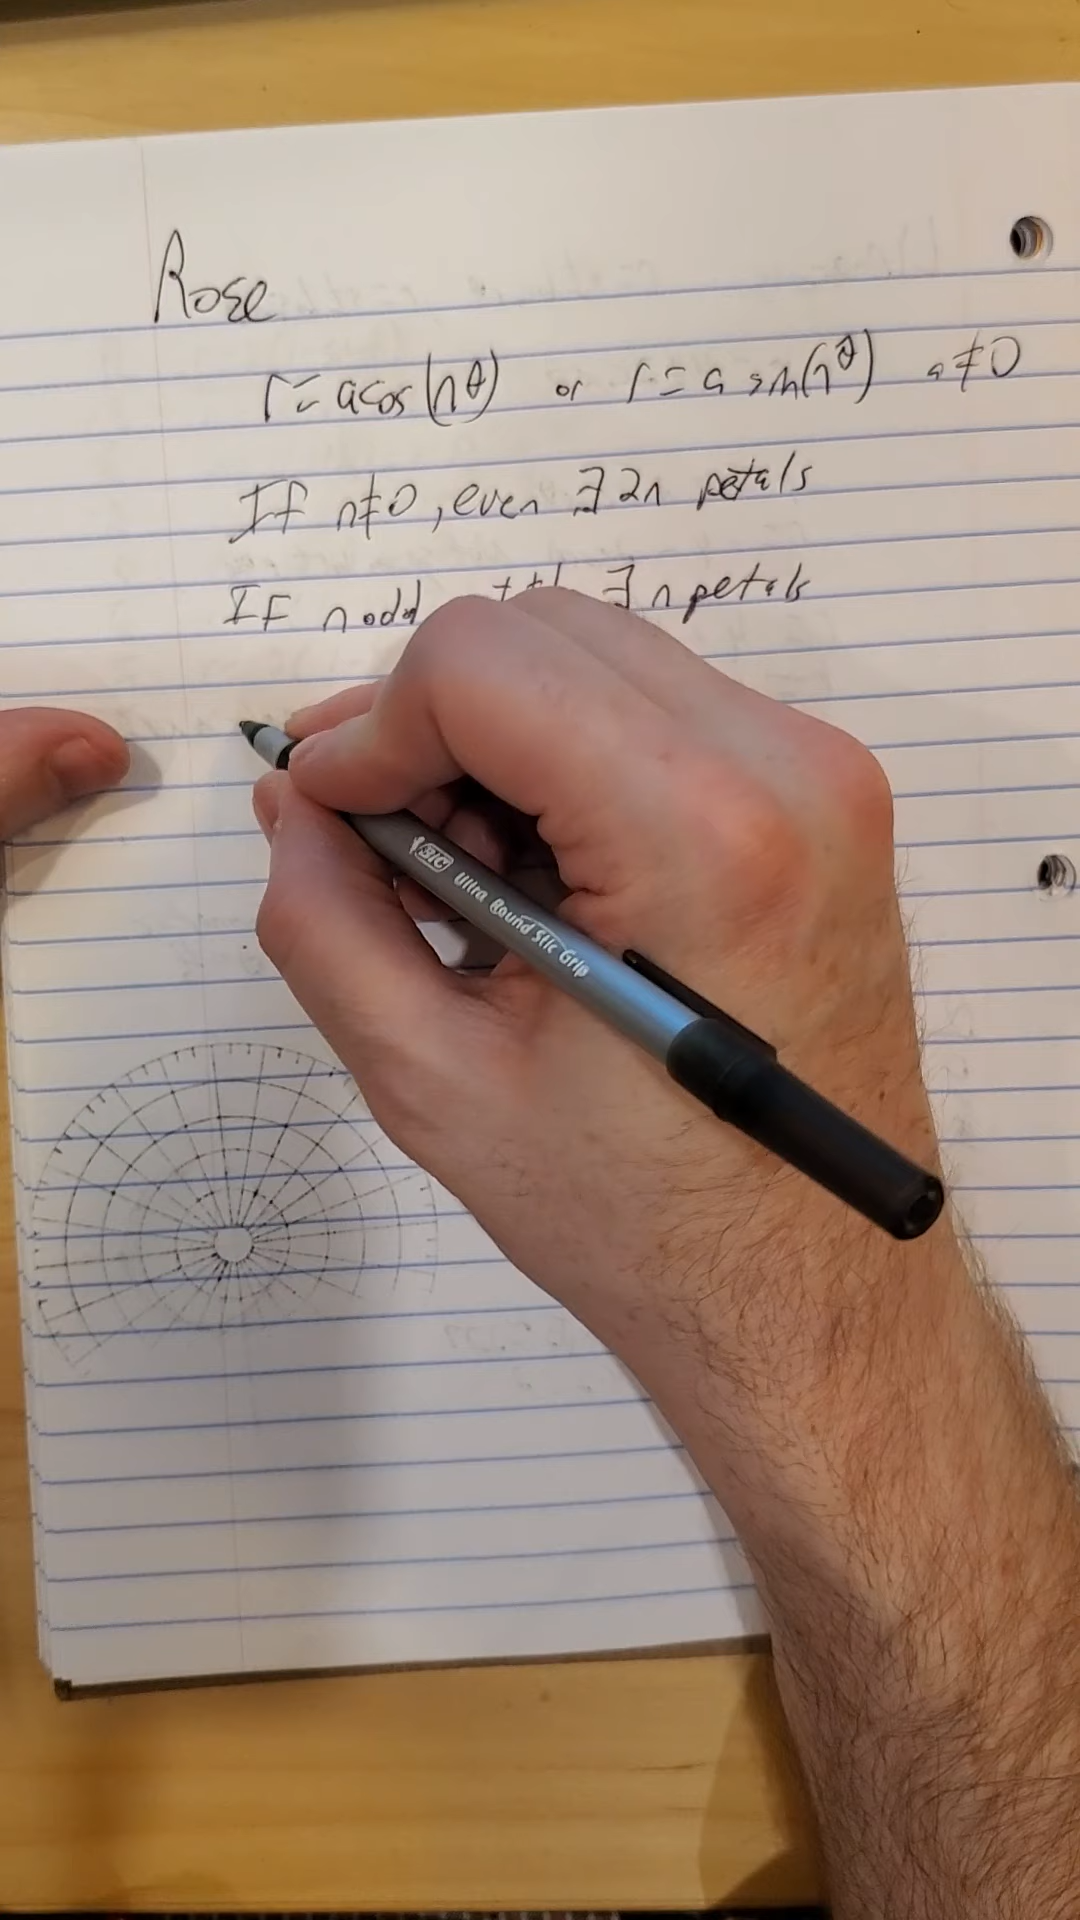 Rose
r = acos(nθ) or r = a sin(nθ) a≠0
If n≠0, even ∃ 2n petals
If n odd ∃ n petals
BIC Ultra Round Stic Grip